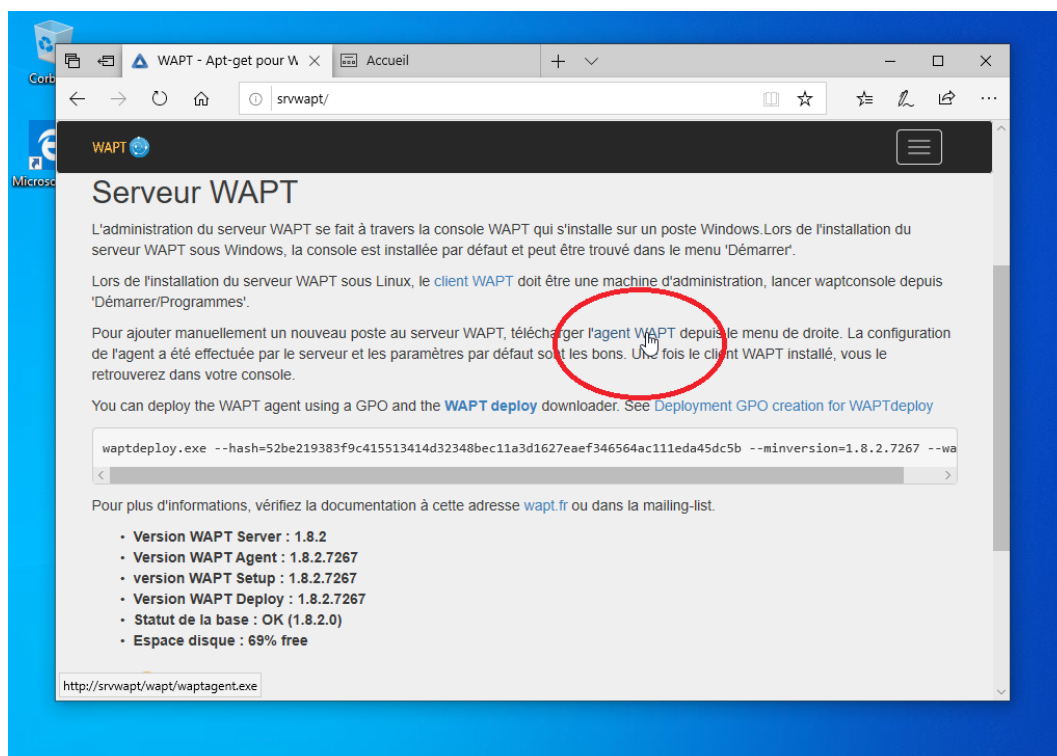 Corb
Microso
WAPT - Apt-get pour W
Accueil
srvwapt/
WAPT
Serveur WAPT
L'administration du serveur WAPT se fait à travers la console WAPT qui s'installe sur un poste Windows.Lors de l'installation du
serveur WAPT sous Windows, la console est installée par défaut et peut être trouvé dans le menu 'Démarrer'.
Lors de l'installation du serveur WAPT sous Linux, le client WAPT doit être une machine d'administration, lancer waptconsole depuis
'Démarrer/Programmes'.
Pour ajouter manuellement un nouveau poste au serveur WAPT, télécharger l'agent WAPT depuis le menu de droite. La configuration
de l'agent a été effectuée par le serveur et les paramètres par défaut sont les bons. Une fois le client WAPT installé, vous le
retrouverez dans votre console.
You can deploy the WAPT agent using a GPO and the WAPT deploy downloader. See Deployment GPO creation for WAPTdeploy
waptdeploy.exe --hash=52be219383f9c415513414d32348bec11a3d1627eaef346564ac111eda45dc5b --minversion=1.8.2.7267 --wa
Pour plus d'informations, vérifiez la documentation à cette adresse wapt.fr ou dans la mailing-list.
• Version WAPT Server : 1.8.2
• Version WAPT Agent : 1.8.2.7267
• version WAPT Setup : 1.8.2.7267
• Version WAPT Deploy : 1.8.2.7267
• Statut de la base : OK (1.8.2.0)
• Espace disque : 69% free
http://srvwapt/wapt/waptagent.exe